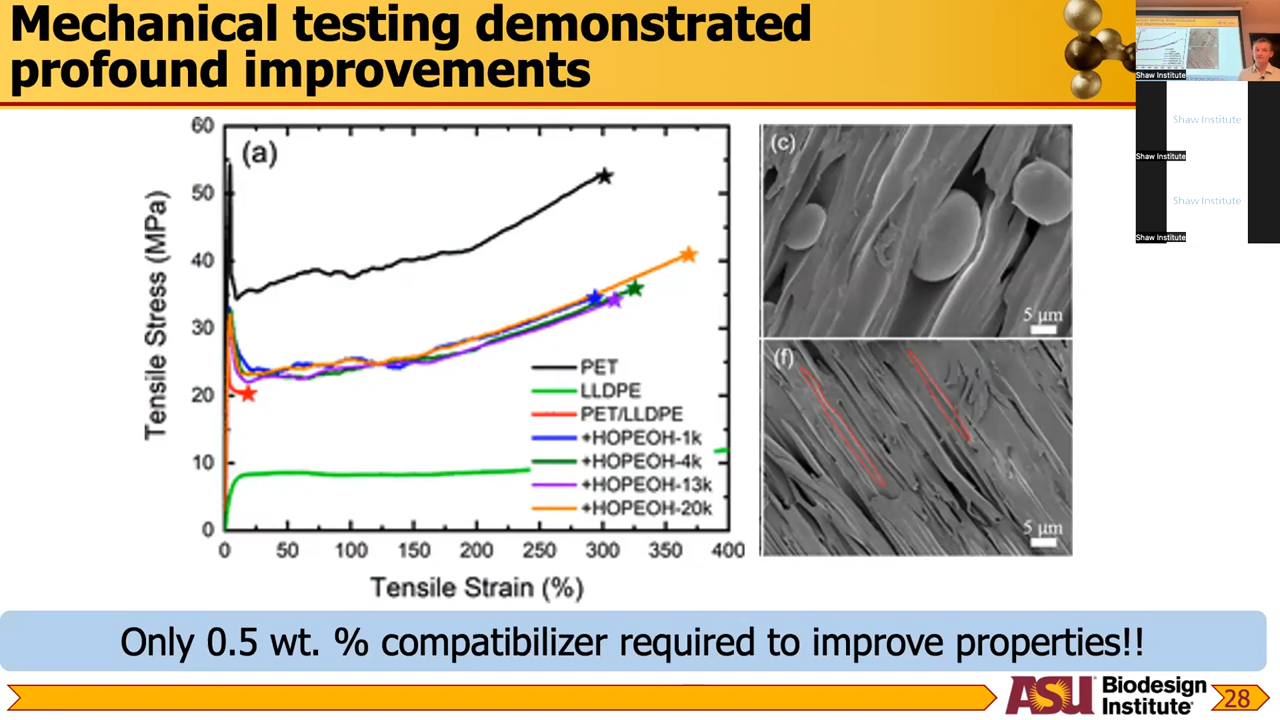 Mechanical testing demonstrated
profound improvements
Shaw Institute
Shaw Institute
Shaw Institute
Shaw Institute
Shaw Institute
60
50
40
30
20
10
0
Tensile Stress (MPa)
(a)
PET
LLDPE
PET/LLDPE
+HOPEOH-1k
+HOPEOH-4k
+HOPEOH-13k
+HOPEOH-20k
0 50 100 150 200 250 300 350 400
Tensile Strain (%)
(c)
5 μm
(f)
5 μm
Only 0.5 wt. % compatibilizer required to improve properties!!
ASU Biodesign
Institute
28